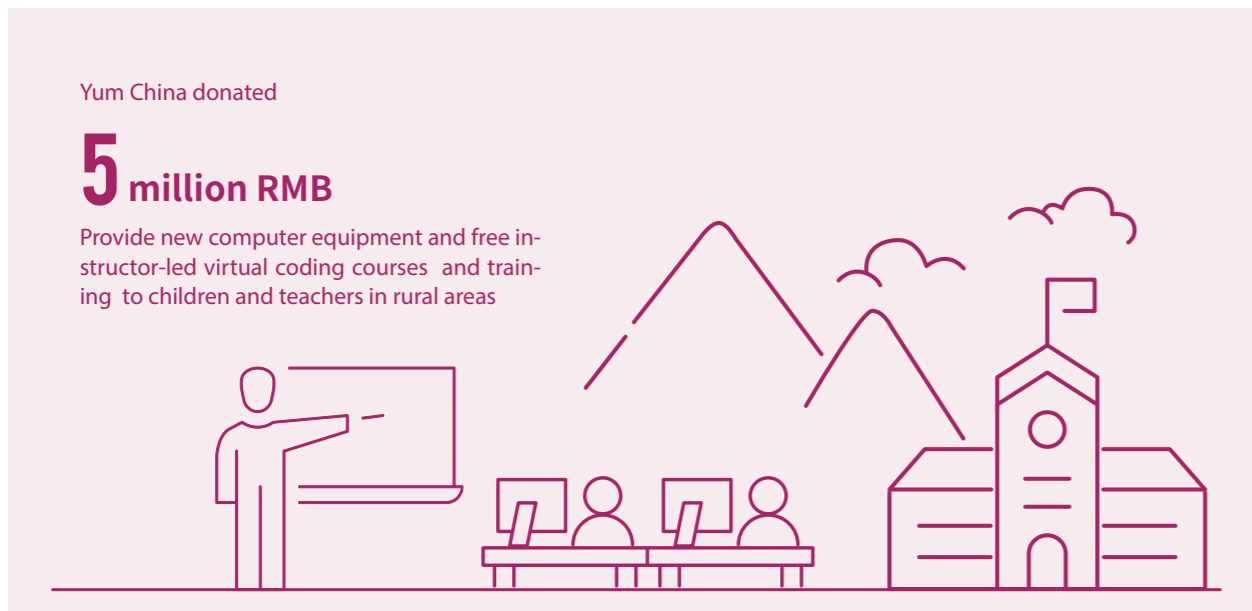 Yum China donated
5 million RMB
Provide new computer equipment and free in-
structor-led virtual coding courses and train-
ing to children and teachers in rural areas